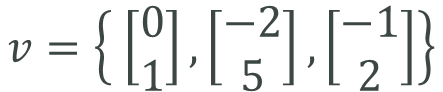 v = { [0 1], [−2 5], [−1 2] }